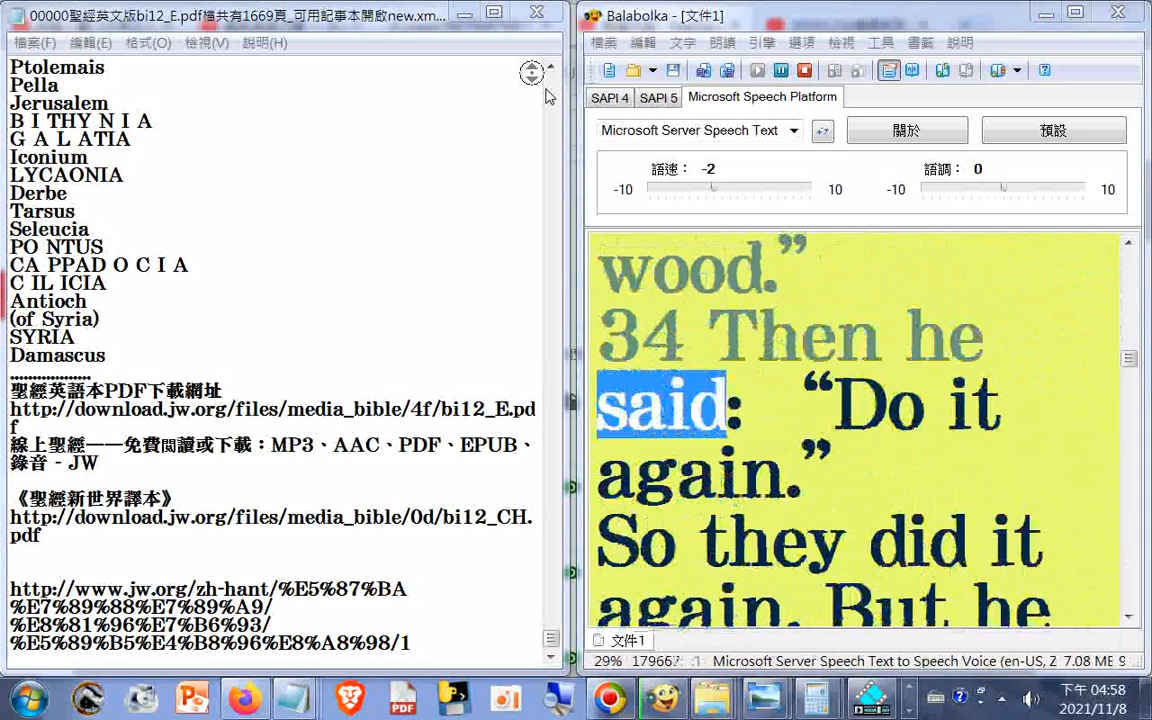 00000聖經英文版bi12_E.pdf檔共有1669頁_可用記事本開啟new.xm...
檔案(F) 編輯(E) 格式(O) 檢視(V) 說明(H)
Ptolemais
Pella
Jerusalem
B I THY N I A
G A L ATIA
Iconium
LYCAONIA
Derbe
Tarsus
Seleucia
PO NTUS
CA PPAD O C I A
C IL ICIA
Antioch
(of Syria)
SYRIA
Damascus
..................
聖經英語本PDF下載網址
http://download.jw.org/files/media_bible/4f/bi12_E.pd
f
線上聖經——免費閱讀或下載：MP3、AAC、PDF、EPUB、
錄音 - JW
《聖經新世界譯本》
http://download.jw.org/files/media_bible/0d/bi12_CH.
pdf
http://www.jw.org/zh-hant/%E5%87%BA
%E7%89%88%E7%89%A9/
%E8%81%96%E7%B6%93/
%E5%89%B5%E4%B8%96%E8%A8%98/1
Balabolka - [文件1]
檔案 編輯 文字 朗讀 引擎 選項 檢視 工具 書籤 說明
SAPI 4 SAPI 5 Microsoft Speech Platform
Microsoft Server Speech Text 關於 預設
語速： -2 語調： 0
-10 10 -10 10
wood.”
34 Then he
said: “Do it
again.”
So they did it
again. But he
文件1
29% 179667: Microsoft Server Speech Text to Speech Voice (en-US, Z 7.08 MB 9
PDF
下午 04:58
2021/11/8